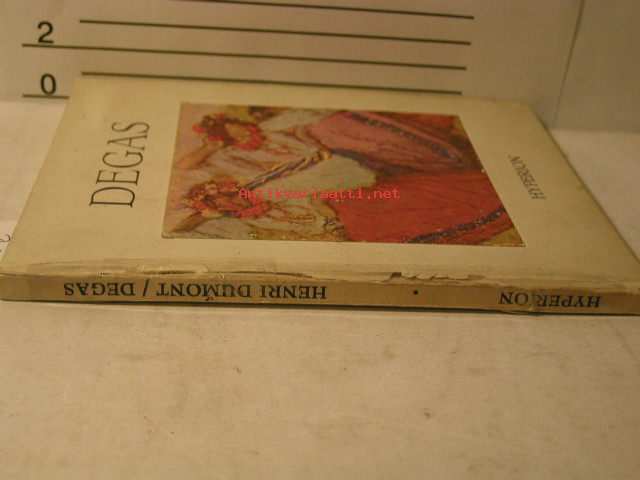 2
0
DEGAS
HYPERION
Antikvariaatti.net
HENRI DUMONT / DEGAS • HYPERION